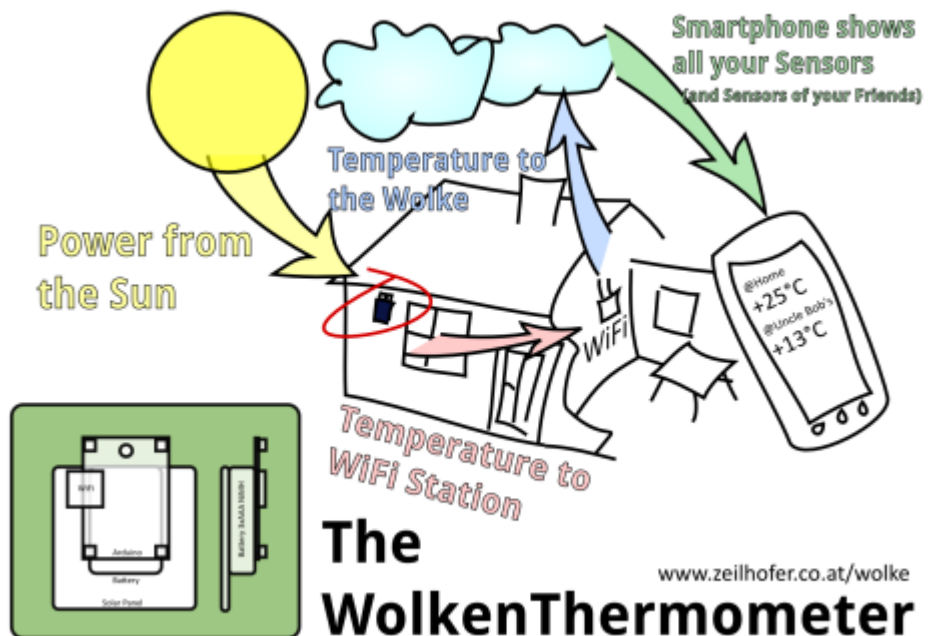 Smartphone shows
all your Sensors
(and Sensors of your Friends)
Temperature to
the Wolke
Power from
the Sun
@Home
+25°C
@Uncle Bob's
+13°C
WiFi
Temperature to
WiFi Station
WiFi
Arduino
Battery
Solar Panel
Battery 3xAAA NiMH
The
WolkenThermometer
www.zeilhofer.co.at/wolke